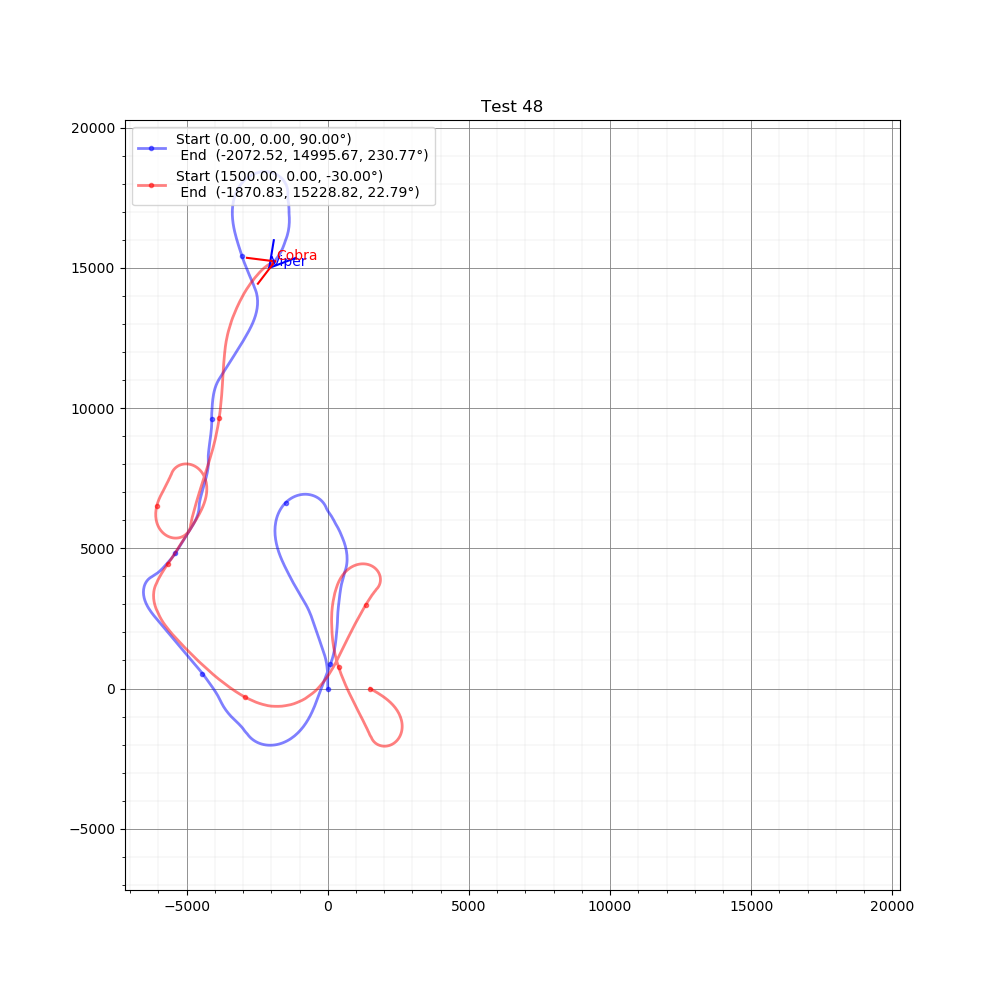 Test 48
Start (0.00, 0.00, 90.00°)
End (-2072.52, 14995.67, 230.77°)
Start (1500.00, 0.00, -30.00°)
End (-1870.83, 15228.82, 22.79°)
20000
15000
10000
5000
0
−5000
Cobra
−5000 0 5000 10000 15000 20000